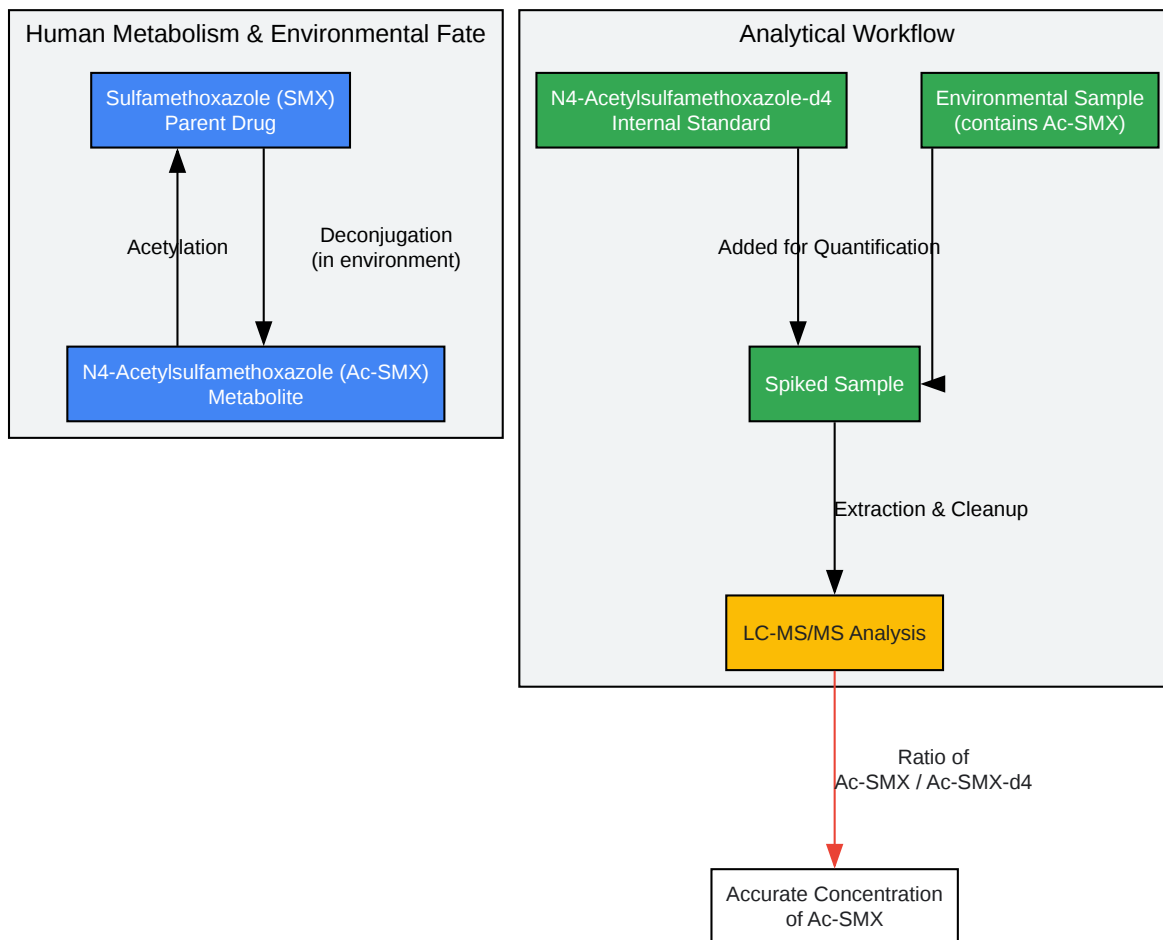 Human Metabolism & Environmental Fate
Sulfamethoxazole (SMX)
Parent Drug
Acetylation
Deconjugation
(in environment)
N4-Acetylsulfamethoxazole (Ac-SMX)
Metabolite
Analytical Workflow
N4-Acetylsulfamethoxazole-d4
Internal Standard
Environmental Sample
(contains Ac-SMX)
Added for Quantification
Spiked Sample
Extraction & Cleanup
LC-MS/MS Analysis
Ratio of
Ac-SMX / Ac-SMX-d4
Accurate Concentration
of Ac-SMX